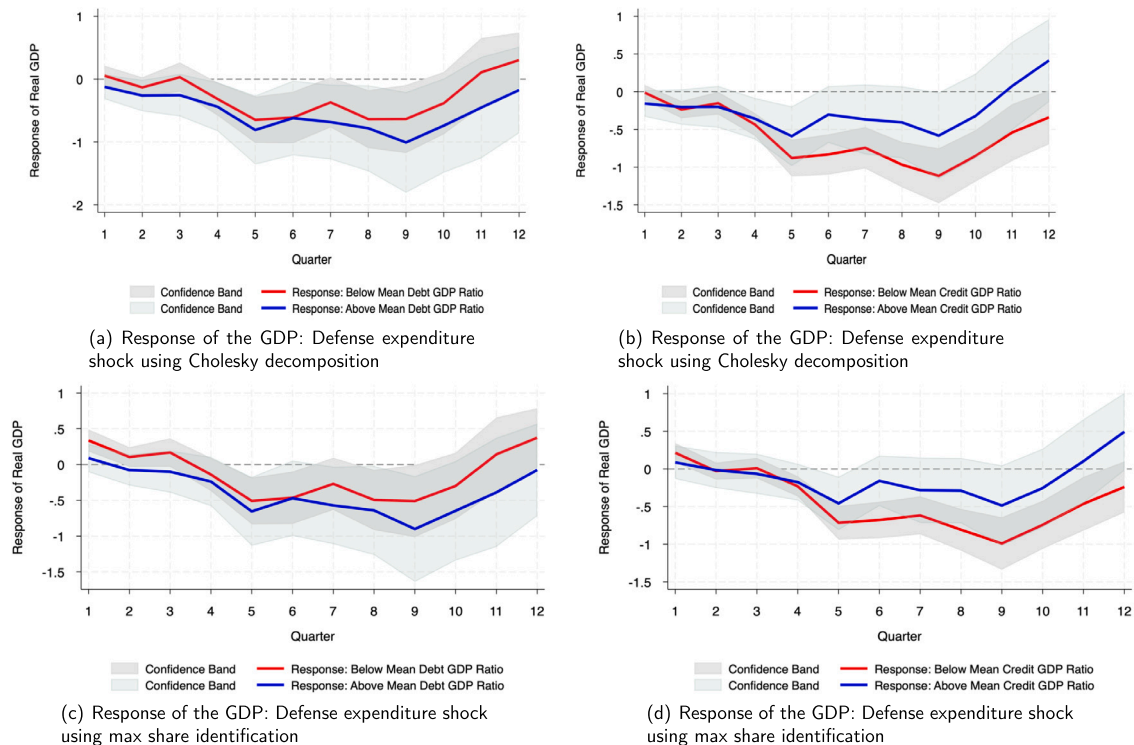 1
0
-1
-2
Response of Real GDP
1 2 3 4 5 6 7 8 9 10 11 12
Quarter
Confidence Band Response: Below Mean Debt GDP Ratio
Confidence Band Response: Above Mean Debt GDP Ratio
(a) Response of the GDP: Defense expenditure
shock using Cholesky decomposition
1
.5
0
-.5
-1
-1.5
Response of Real GDP
1 2 3 4 5 6 7 8 9 10 11 12
Quarter
Confidence Band Response: Below Mean Credit GDP Ratio
Confidence Band Response: Above Mean Credit GDP Ratio
(b) Response of the GDP: Defense expenditure
shock using Cholesky decomposition
1
.5
0
-.5
-1
-1.5
Response of Real GDP
1 2 3 4 5 6 7 8 9 10 11 12
Quarter
Confidence Band Response: Below Mean Debt GDP Ratio
Confidence Band Response: Above Mean Debt GDP Ratio
(c) Response of the GDP: Defense expenditure shock
using max share identification
1
.5
0
-.5
-1
-1.5
Response of Real GDP
1 2 3 4 5 6 7 8 9 10 11 12
Quarter
Confidence Band Response: Below Mean Credit GDP Ratio
Confidence Band Response: Above Mean Credit GDP Ratio
(d) Response of the GDP: Defense expenditure shock
using max share identification